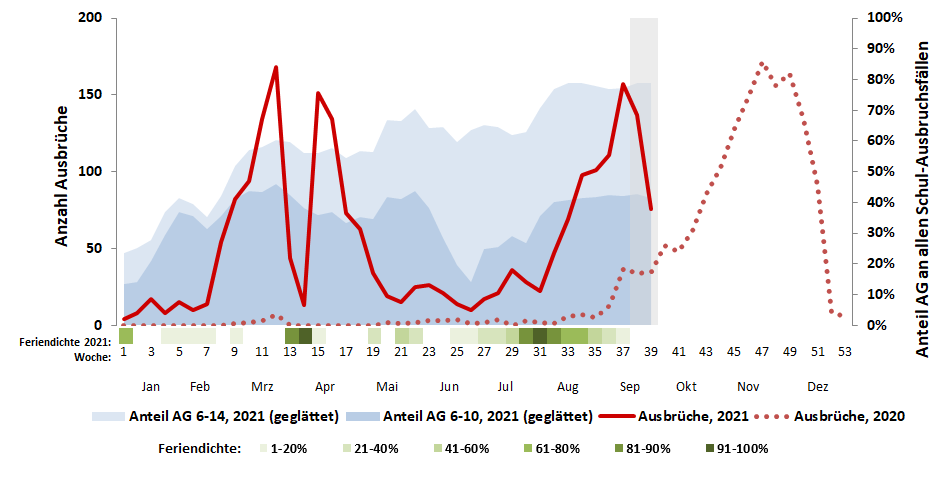 200 100%
90%
150 80%
70%
60%
100 50%
40%
50 30%
20%
10%
0 0%
Anzahl Ausbrüche
Anteil AG an allen Schul-Ausbruchsfällen
Feriendichte 2021:
Woche: 1 3 5 7 9 11 13 15 17 19 21 23 25 27 29 31 33 35 37 39 41 43 45 47 49 51 53
Jan Feb Mrz Apr Mai Jun Jul Aug Sep Okt Nov Dez
Anteil AG 6-14, 2021 (geglättet) Anteil AG 6-10, 2021 (geglättet) Ausbrüche, 2021 Ausbrüche, 2020
Feriendichte: 1-20% 21-40% 41-60% 61-80% 81-90% 91-100%